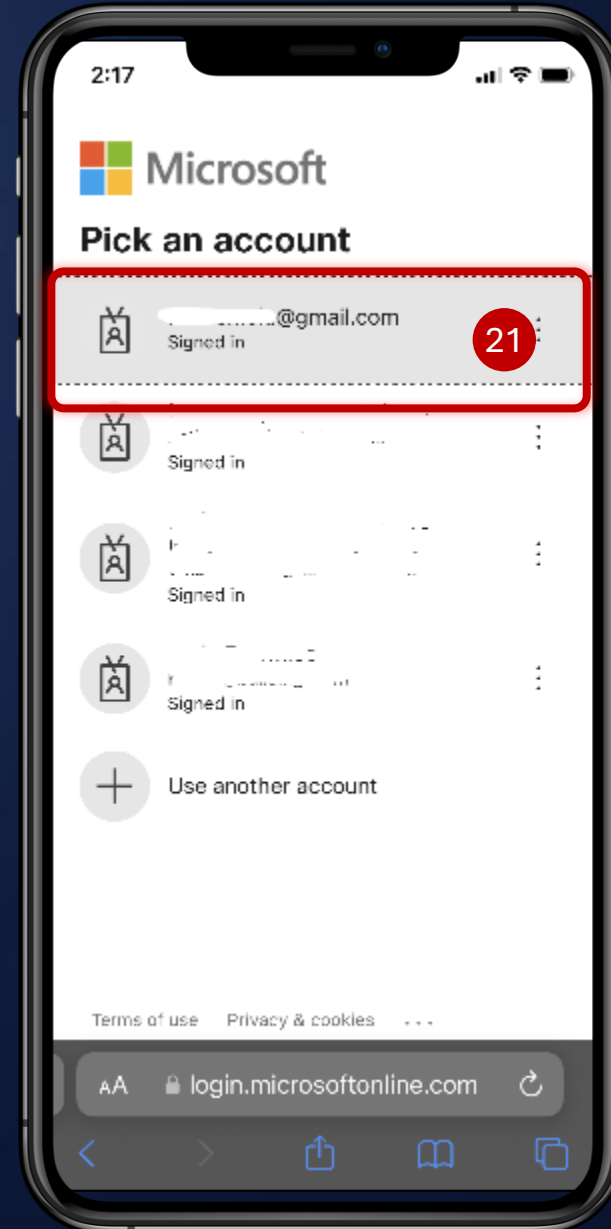 2:17
Microsoft
Pick an account
@gmail.com
Signed in
21
Signed in
Signed in
Signed in
Use another account
Terms of use Privacy & cookies ...
AA login.microsoftonline.com